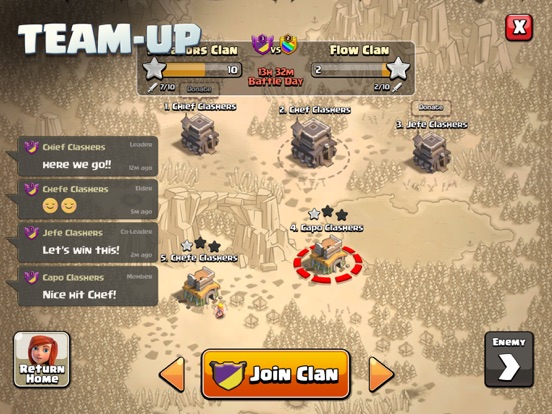 TEAM-UP
Clan
vs
Flow Clan
10
13H 32M
Battle Day
2
7/10
Donate
2/10
1. Chief Clashers
2. Chef Clashers
Donate
3. Jefe Clashers
Chief Clashers
Leader
Here we go!!
12m ago
Chefe Clashers
Elder
5m ago
Jefe Clashers
Co-Leader
Let's win this!
2m ago
Capo Clashers
Member
Nice hit Chef!
4. Capo Clashers
5. Chefe Clashers
Return
Home
Join Clan
Enemy
X